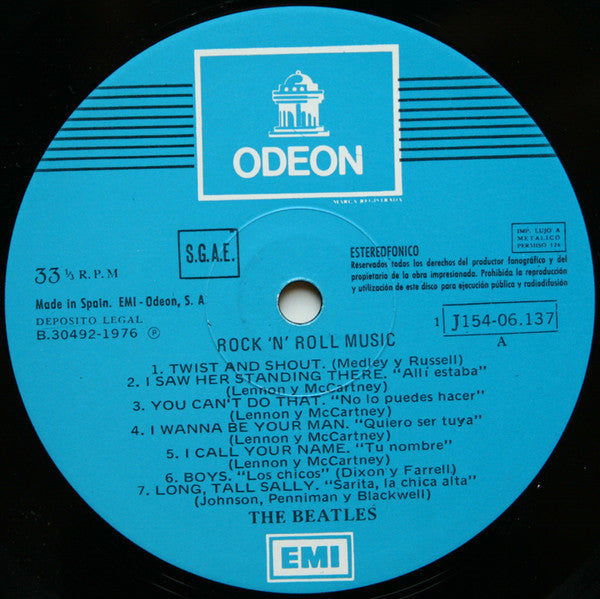 ODEON
MARCA REGISTRADA
S.G.A.E.
ESTEREOFONICO
Reservados todos los derechos del productor fonográfico y del
propietario de la obra impresionada. Prohibida la reproducción
y utilización de este disco para ejecución pública y radiodifusión
IMP. LUJO A
METALICO
PERMISO 126
33 ⅓ R.P.M
Made in Spain. EMI-Odeon, S. A
DEPOSITO LEGAL
B.30492-1976 Ⓟ
1 J154-06.137
A
ROCK 'N' ROLL MUSIC
1. TWIST AND SHOUT. (Medley y Russell)
2. I SAW HER STANDING THERE. "Allí estaba"
(Lennon y McCartney)
3. YOU CAN'T DO THAT. "No lo puedes hacer"
(Lennon y McCartney)
4. I WANNA BE YOUR MAN. "Quiero ser tuya"
(Lennon y McCartney)
5. I CALL YOUR NAME. "Tu nombre"
(Lennon y McCartney)
6. BOYS. "Los chicos" (Dixon y Farrell)
7. LONG, TALL SALLY. "Sarita, la chica alta"
(Johnson, Penniman y Blackwell)
THE BEATLES
EMI